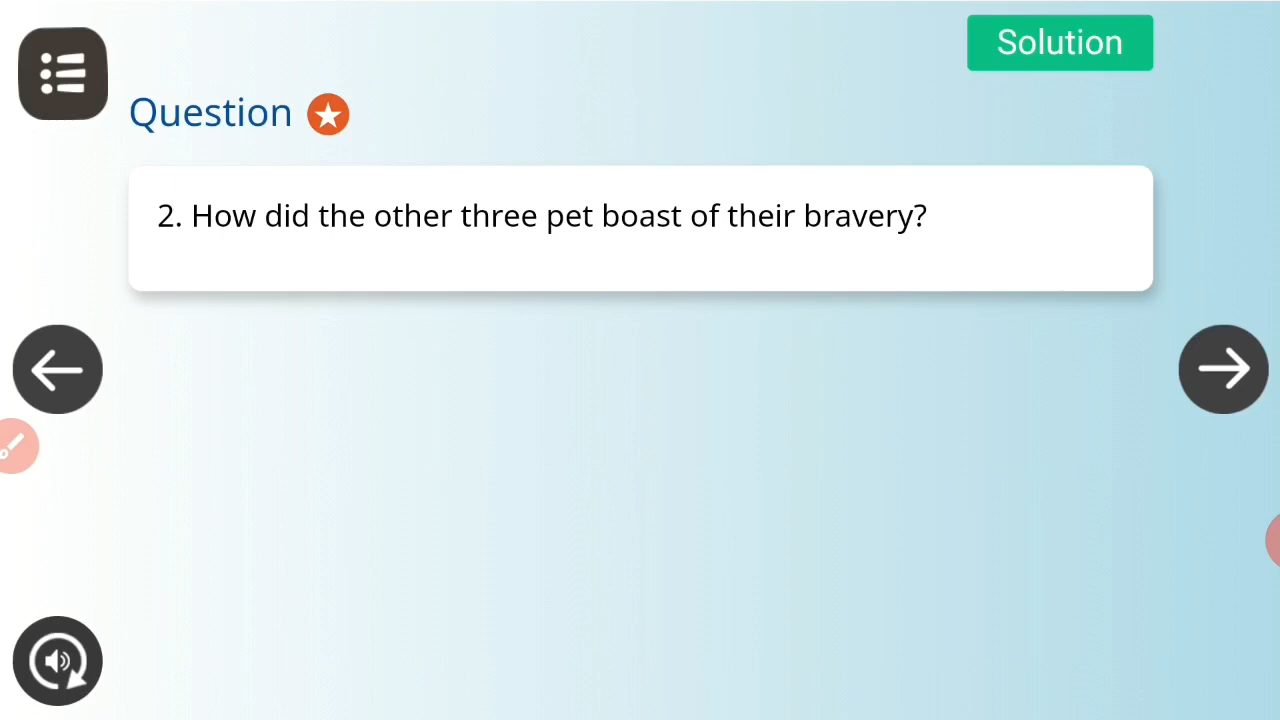 Solution
Question
2. How did the other three pet boast of their bravery?